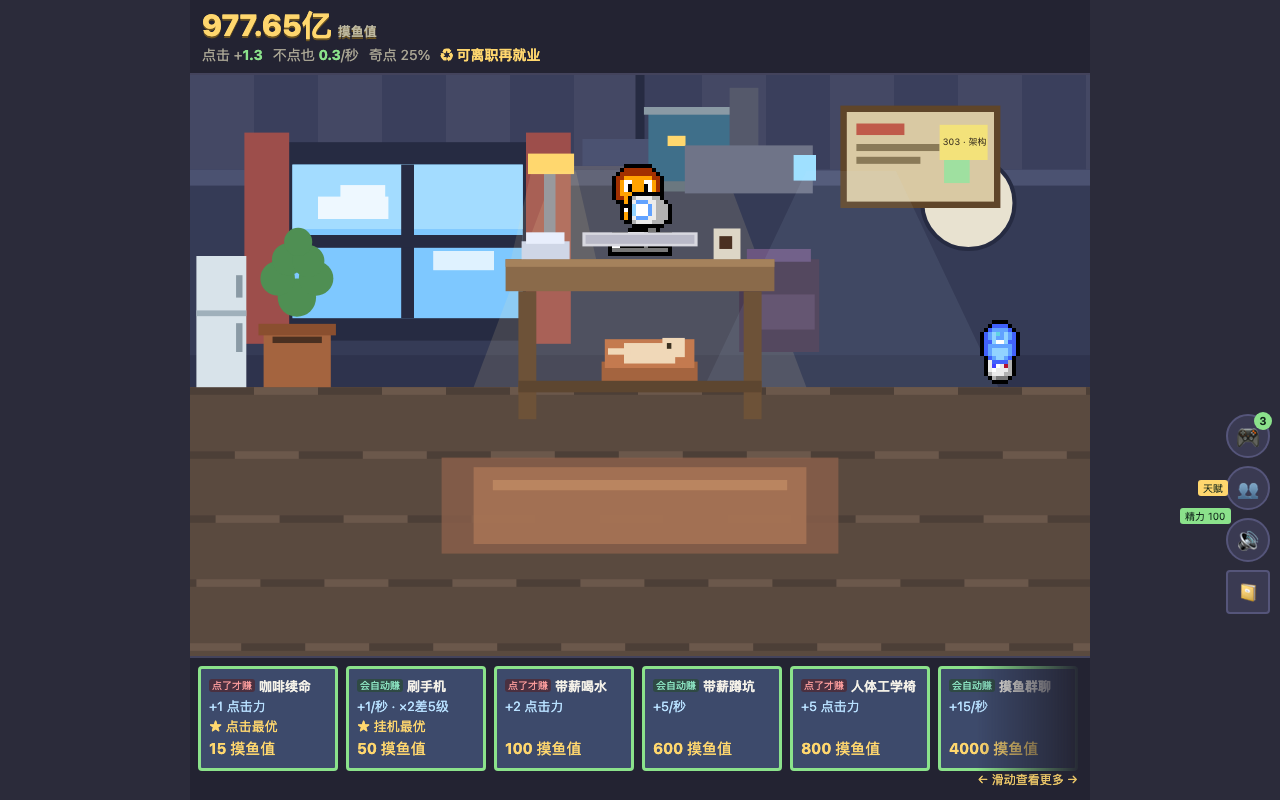 977.65亿 摸鱼值
点击 +1.3 不点也 0.3/秒 奇点 25% ♻ 可离职再就业
303 · 架构
3
天赋
精力 100
点了才赚 咖啡续命
+1 点击力
⭐ 点击最优
15 摸鱼值
会自动赚 刷手机
+1/秒 · ×2差5级
⭐ 挂机最优
50 摸鱼值
点了才赚 带薪喝水
+2 点击力
100 摸鱼值
会自动赚 带薪蹲坑
+5/秒
600 摸鱼值
点了才赚 人体工学椅
+5 点击力
800 摸鱼值
会自动赚 摸鱼群聊
+15/秒
4000 摸鱼值
← 滑动查看更多 →